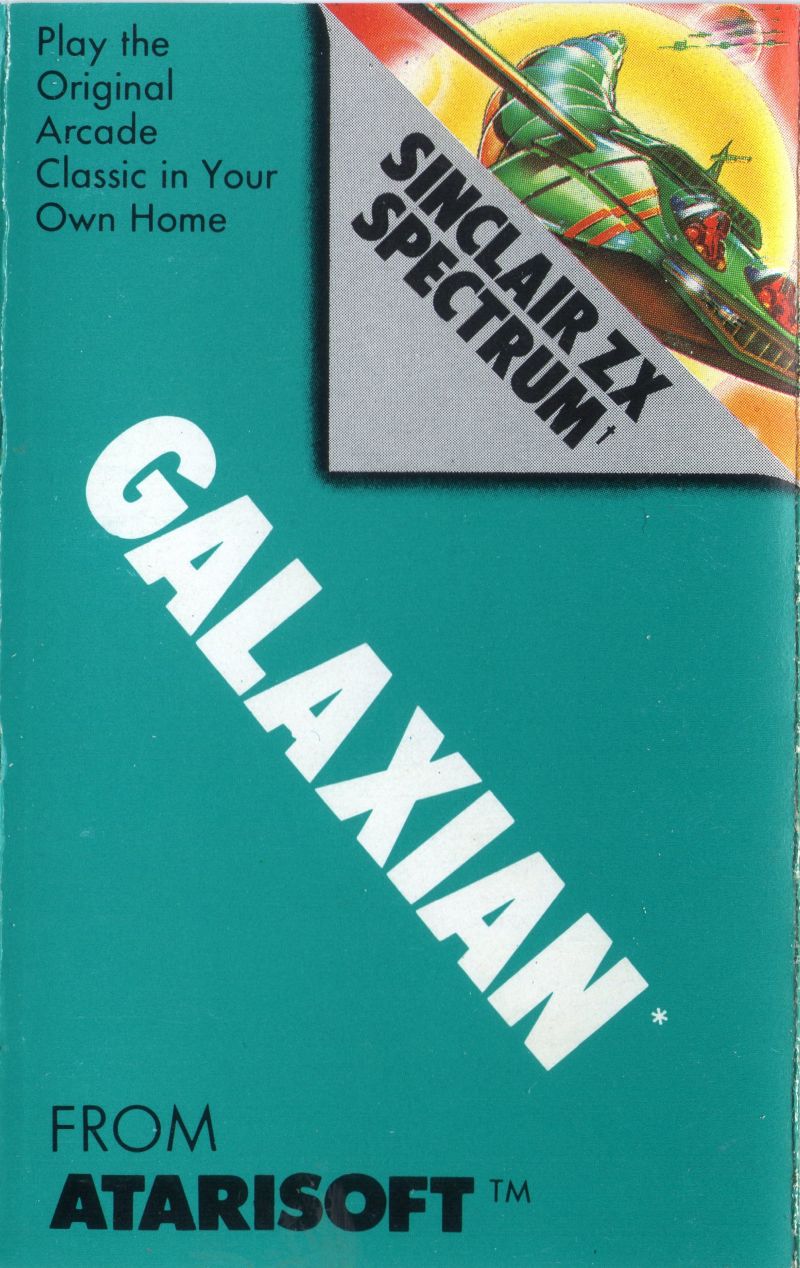 Play the
Original
Arcade
Classic in Your
Own Home
SINCLAIR ZX
SPECTRUM†
GALAXIAN*
FROM
ATARISOFT™